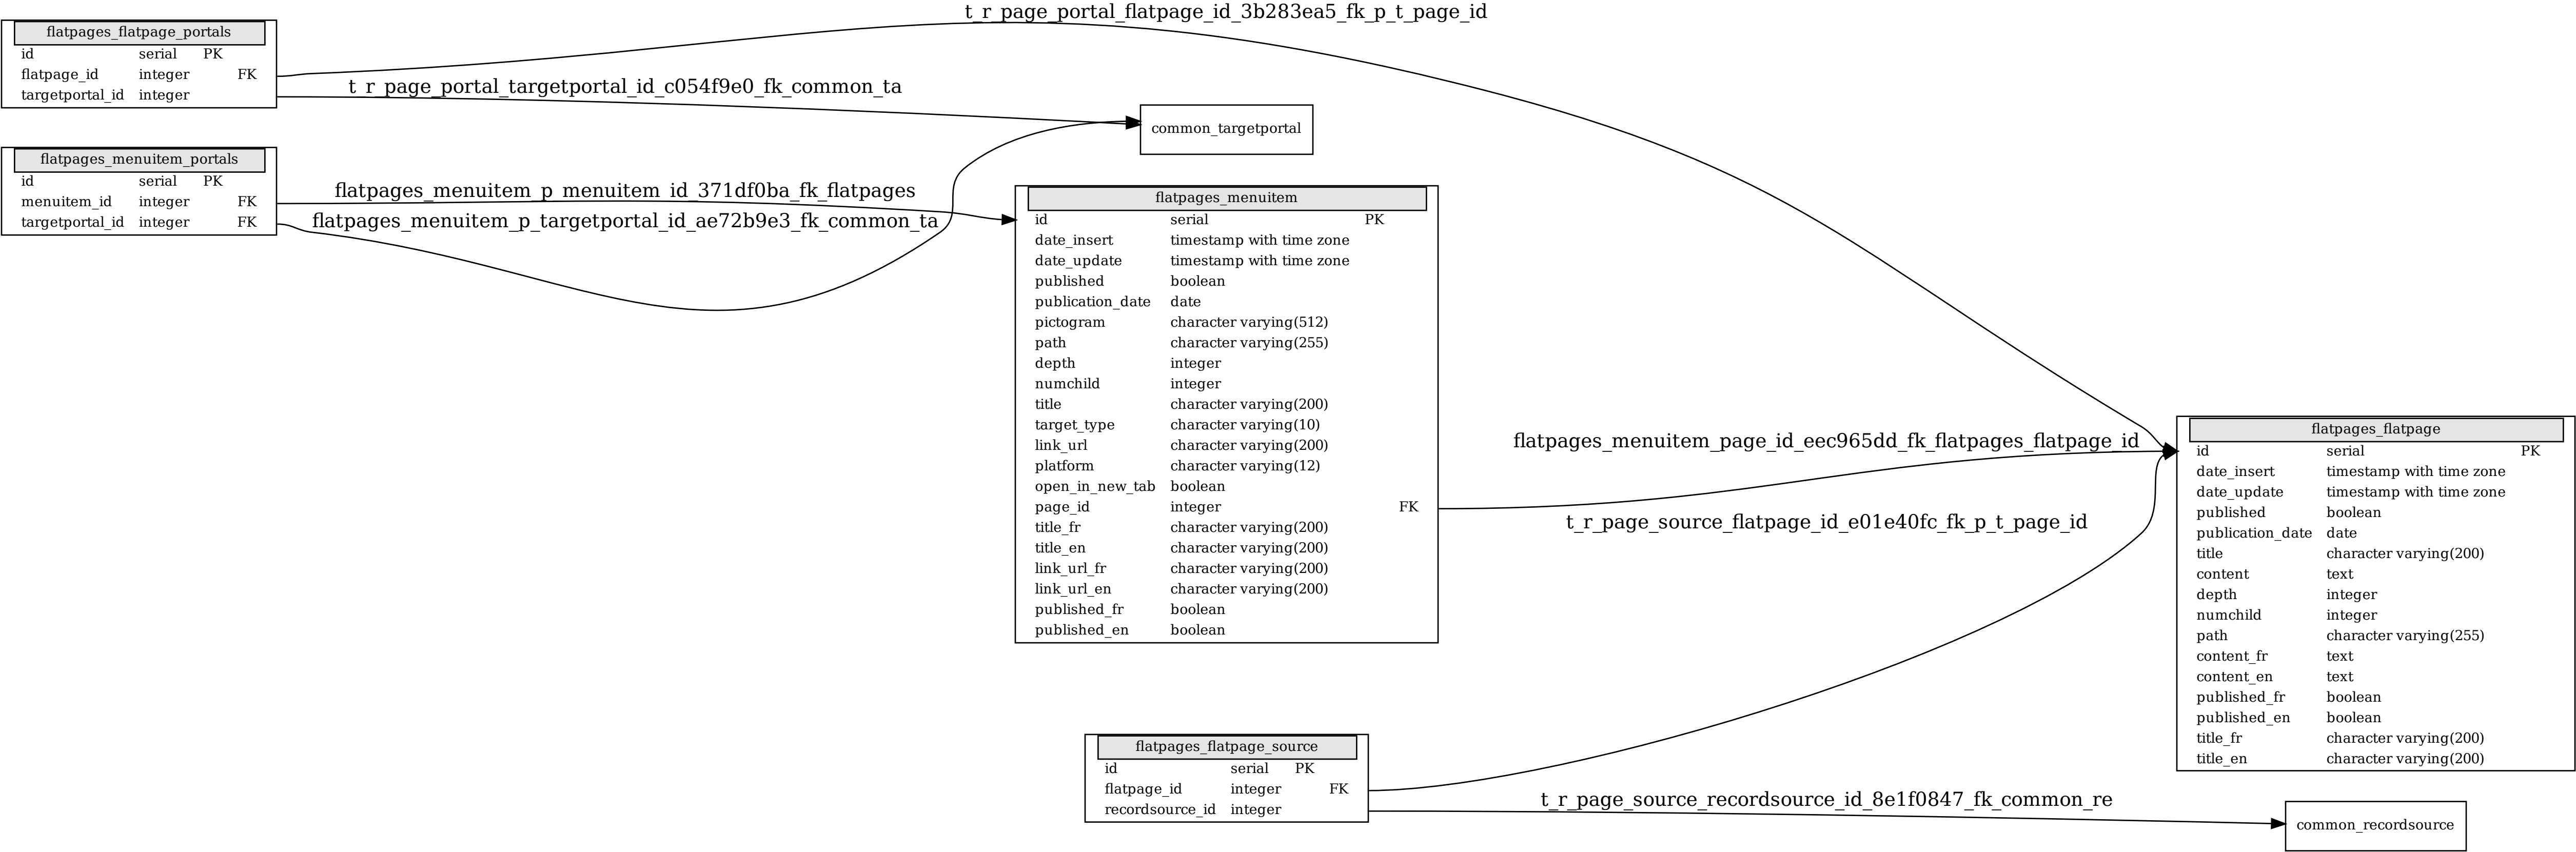 t_r_page_portal_flatpage_id_3b283ea5_fk_p_t_page_id
flatpages_flatpage_portals
id serial PK
flatpage_id integer FK
targetportal_id integer
t_r_page_portal_targetportal_id_c054f9e0_fk_common_ta
common_targetportal
flatpages_menuitem_portals
id serial PK
menuitem_id integer FK
targetportal_id integer FK
flatpages_menuitem_p_menuitem_id_371df0ba_fk_flatpages
flatpages_menuitem_p_targetportal_id_ae72b9e3_fk_common_ta
flatpages_menuitem
id serial PK
date_insert timestamp with time zone
date_update timestamp with time zone
published boolean
publication_date date
pictogram character varying(512)
path character varying(255)
depth integer
numchild integer
title character varying(200)
target_type character varying(10)
link_url character varying(200)
platform character varying(12)
open_in_new_tab boolean
page_id integer FK
title_fr character varying(200)
title_en character varying(200)
link_url_fr character varying(200)
link_url_en character varying(200)
published_fr boolean
published_en boolean
flatpages_menuitem_page_id_eec965dd_fk_flatpages_flatpage_id
t_r_page_source_flatpage_id_e01e40fc_fk_p_t_page_id
flatpages_flatpage
id serial PK
date_insert timestamp with time zone
date_update timestamp with time zone
published boolean
publication_date date
title character varying(200)
content text
depth integer
numchild integer
path character varying(255)
content_fr text
content_en text
published_fr boolean
published_en boolean
title_fr character varying(200)
title_en character varying(200)
flatpages_flatpage_source
id serial PK
flatpage_id integer FK
recordsource_id integer
t_r_page_source_recordsource_id_8e1f0847_fk_common_re
common_recordsource